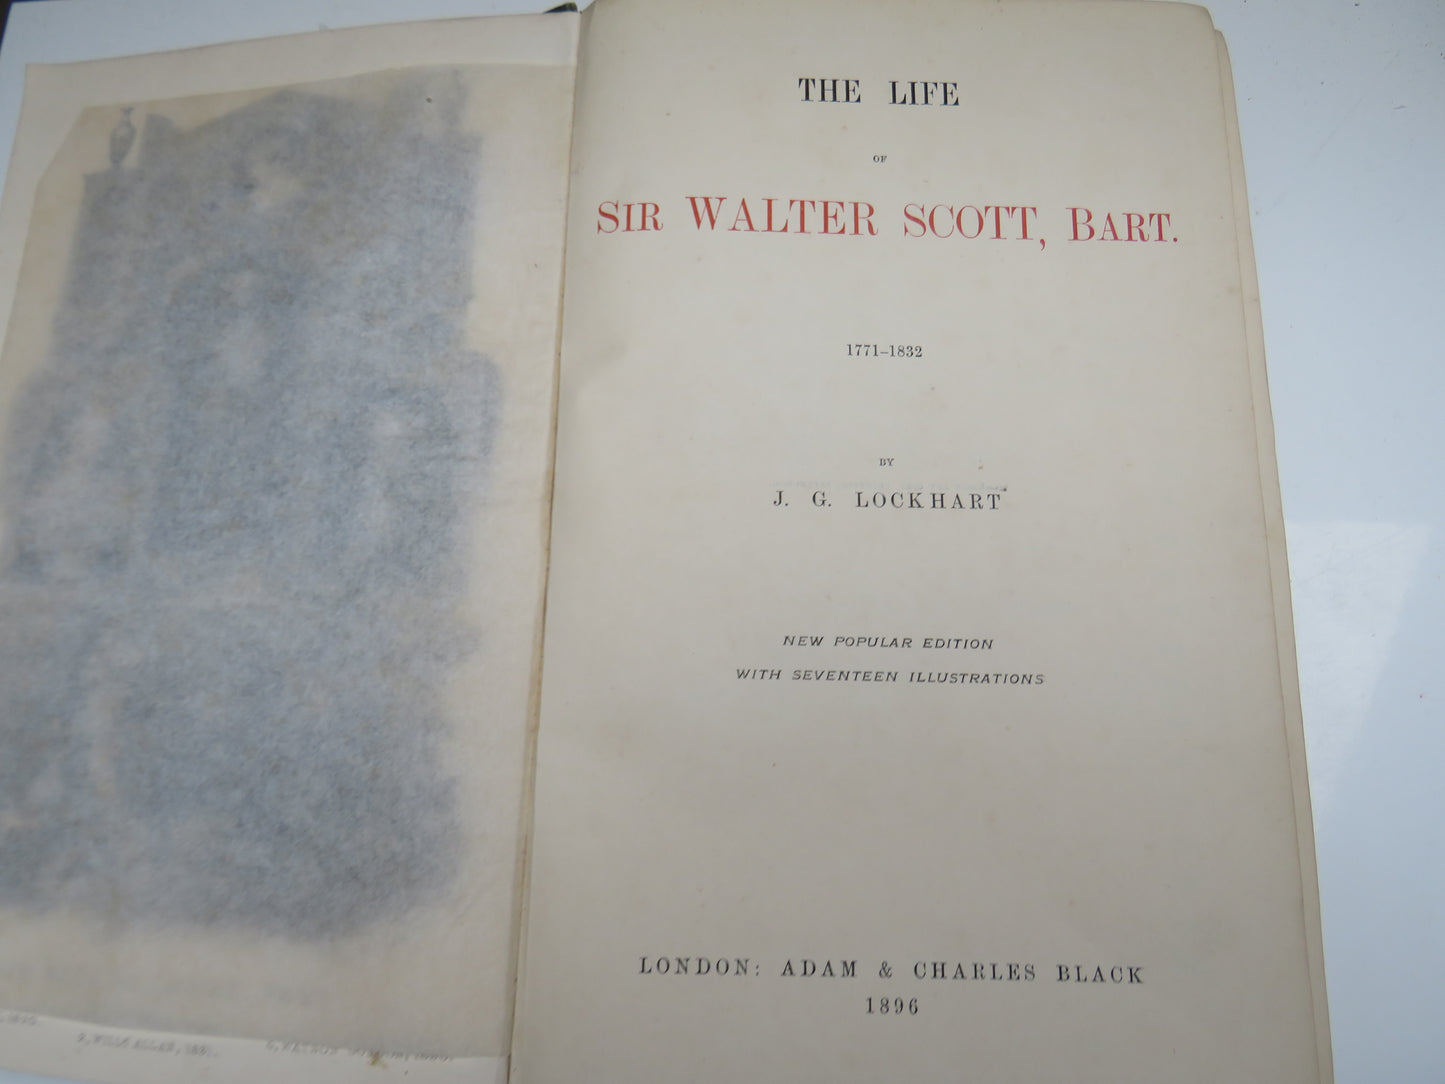 THE LIFE
OF
SIR WALTER SCOTT, BART.
1771–1832
BY
J. G. LOCKHART
NEW POPULAR EDITION
WITH SEVENTEEN ILLUSTRATIONS
LONDON: ADAM & CHARLES BLACK
1896